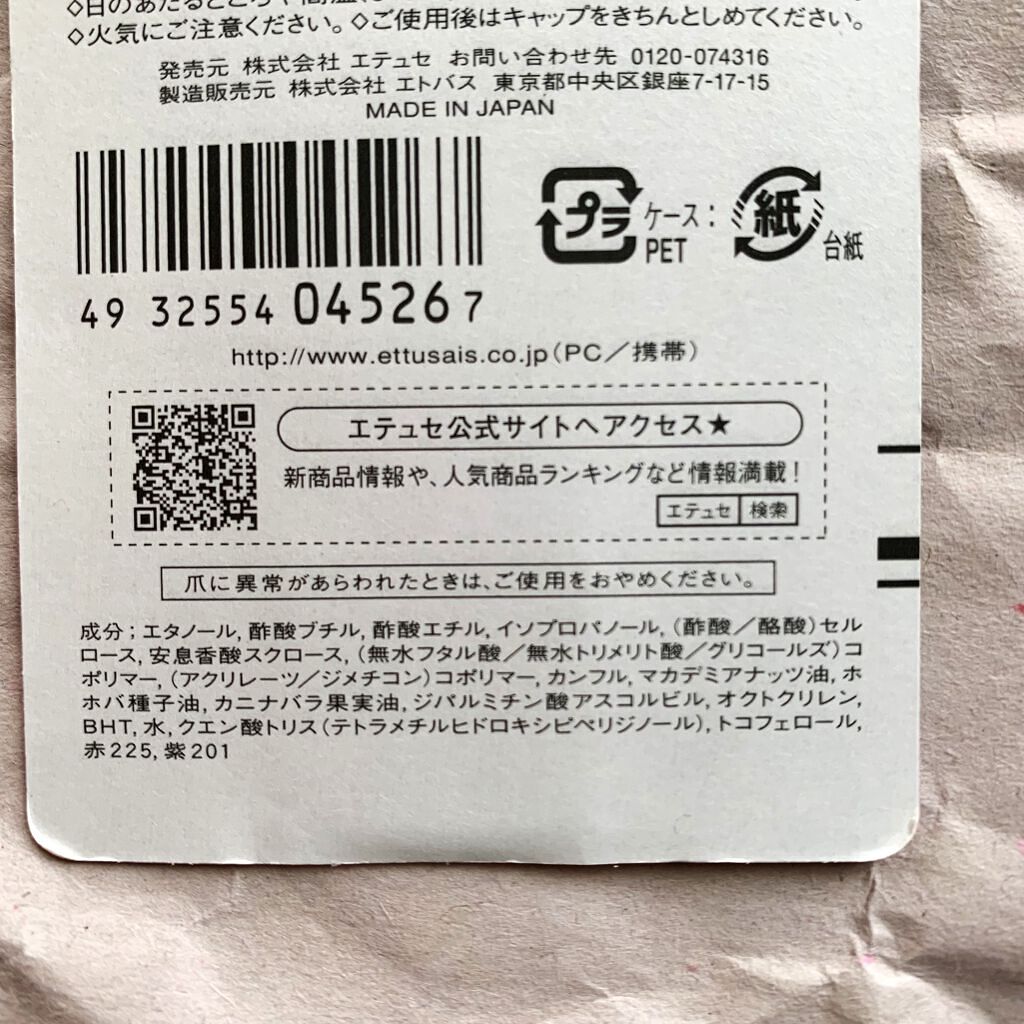 ◇火気にご注意ください。◇ご使用後はキャップをきちんとしめてください。
発売元 株式会社 エテュセ お問い合わせ先 0120-074316
製造販売元 株式会社 エトバス 東京都中央区銀座7-17-15
MADE IN JAPAN
プラ
ケース:
PET
紙
台紙
49 32554 04526 7
http://www.ettusais.co.jp(PC/携帯)
エテュセ公式サイトへアクセス★
新商品情報や、人気商品ランキングなど情報満載!
エテュセ 検索
爪に異常があらわれたときは、ご使用をおやめください。
成分;エタノール,酢酸ブチル,酢酸エチル,イソプロパノール,(酢酸/酪酸)セル
ロース,安息香酸スクロース,(無水フタル酸/無水トリメリト酸/グリコールズ)コ
ポリマー,(アクリレーツ/ジメチコン)コポリマー,カンフル,マカデミアナッツ油,ホ
ホバ種子油,カニナバラ果実油,ジパルミチン酸アスコルビル,オクトクリレン,
BHT,水,クエン酸トリス(テトラメチルヒドロキシピペリジノール),トコフェロール,
赤225,紫201